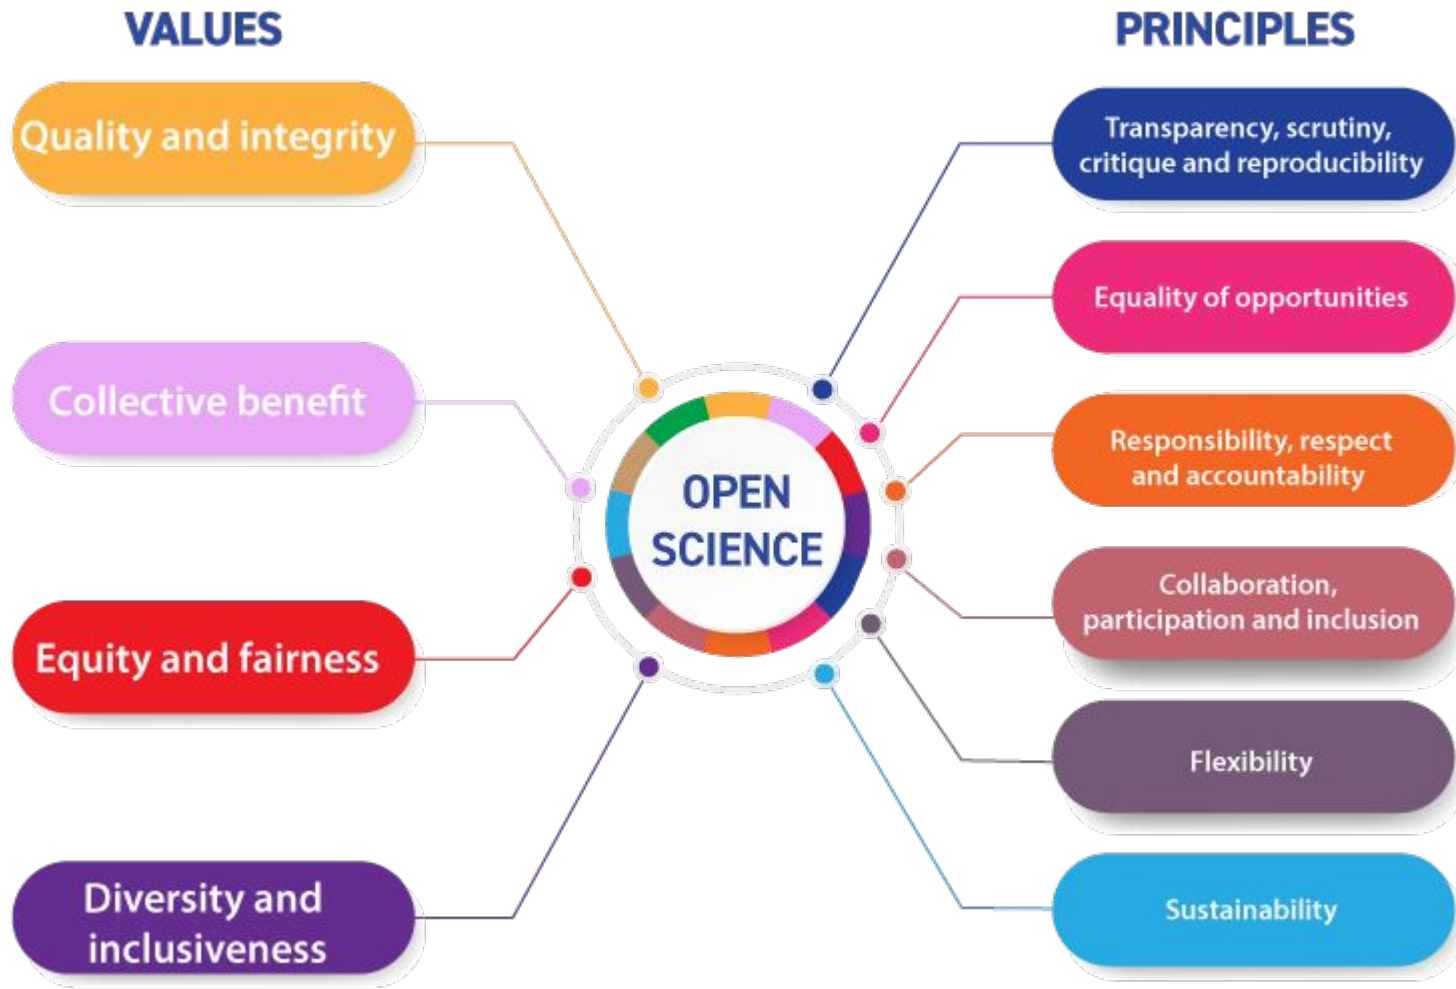 VALUES
Quality and integrity
Collective benefit
Equity and fairness
Diversity and
inclusiveness
OPEN
SCIENCE
PRINCIPLES
Transparency, scrutiny,
critique and reproducibility
Equality of opportunities
Responsibility, respect
and accountability
Collaboration,
participation and inclusion
Flexibility
Sustainability